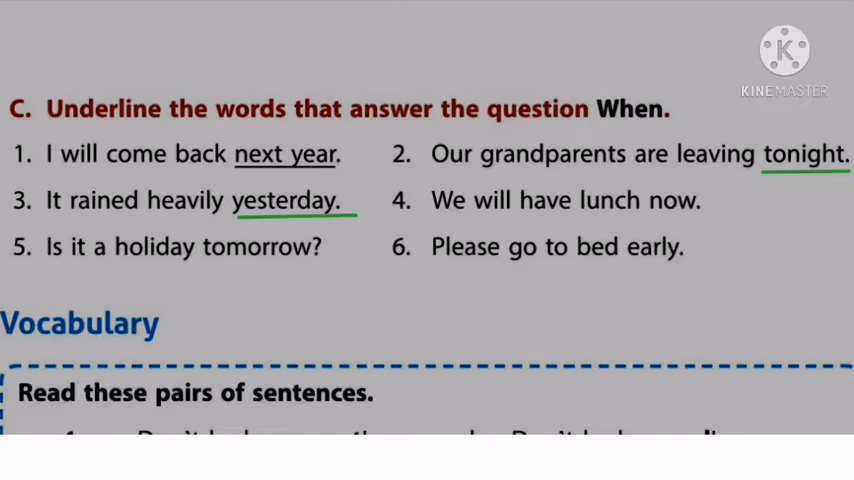 KINEMASTER
C. Underline the words that answer the question When.
1. I will come back next year. 2. Our grandparents are leaving tonight.
3. It rained heavily yesterday. 4. We will have lunch now.
5. Is it a holiday tomorrow? 6. Please go to bed early.
Vocabulary
Read these pairs of sentences.